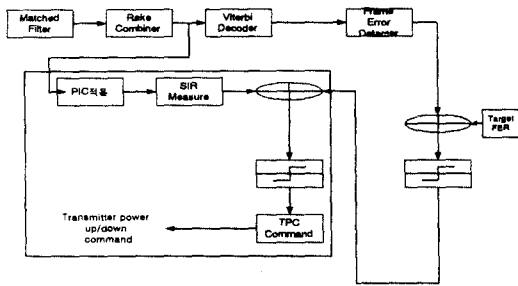 Matched
Filter
Rake
Combiner
Viterbi
Decoder
Frame
Error
PIC적용
SIR
Measure
Target
FER
Transmitter power
up/down
command
TPC
Command